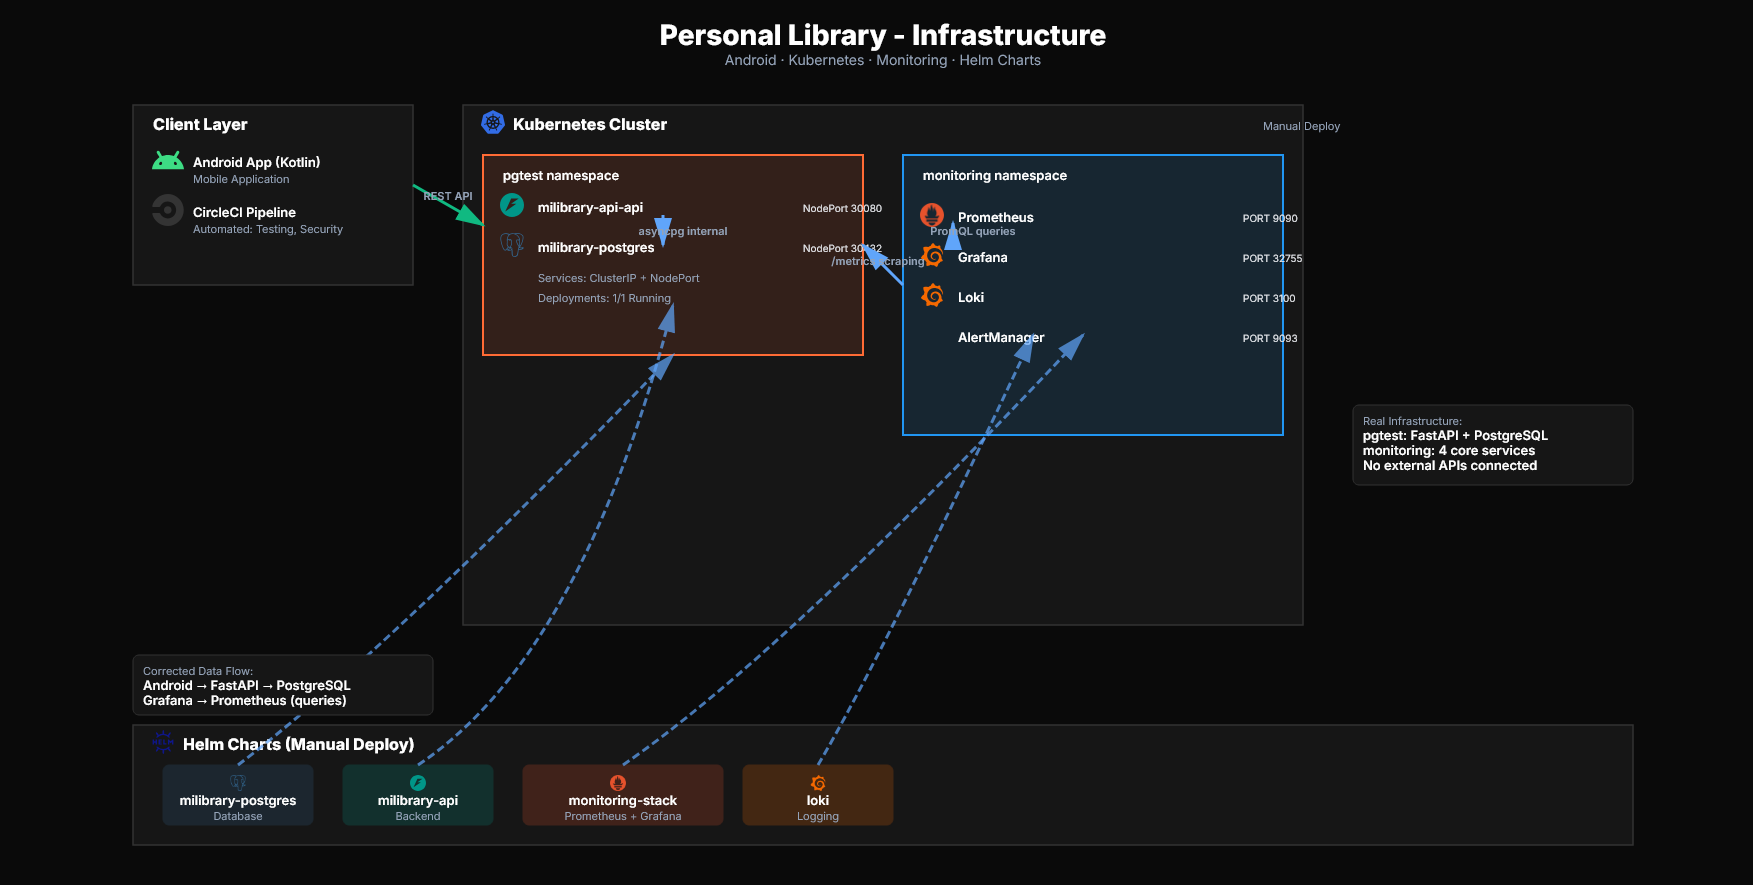 Personal Library - Infrastructure
Android · Kubernetes · Monitoring · Helm Charts
Client Layer
Android App (Kotlin)
Mobile Application
CircleCI Pipeline
Automated: Testing, Security
REST API
Kubernetes Cluster
Manual Deploy
pgtest namespace
milibrary-api-api
NodePort 30080
asyncpg internal
milibrary-postgres
NodePort 30432
/metrics scraping
Services: ClusterIP + NodePort
Deployments: 1/1 Running
monitoring namespace
Prometheus
PORT 9090
PromQL queries
Grafana
PORT 32755
Loki
PORT 3100
AlertManager
PORT 9093
Real Infrastructure:
pgtest: FastAPI + PostgreSQL
monitoring: 4 core services
No external APIs connected
Corrected Data Flow:
Android → FastAPI → PostgreSQL
Grafana → Prometheus (queries)
HELM
Helm Charts (Manual Deploy)
milibrary-postgres
Database
milibrary-api
Backend
monitoring-stack
Prometheus + Grafana
loki
Logging